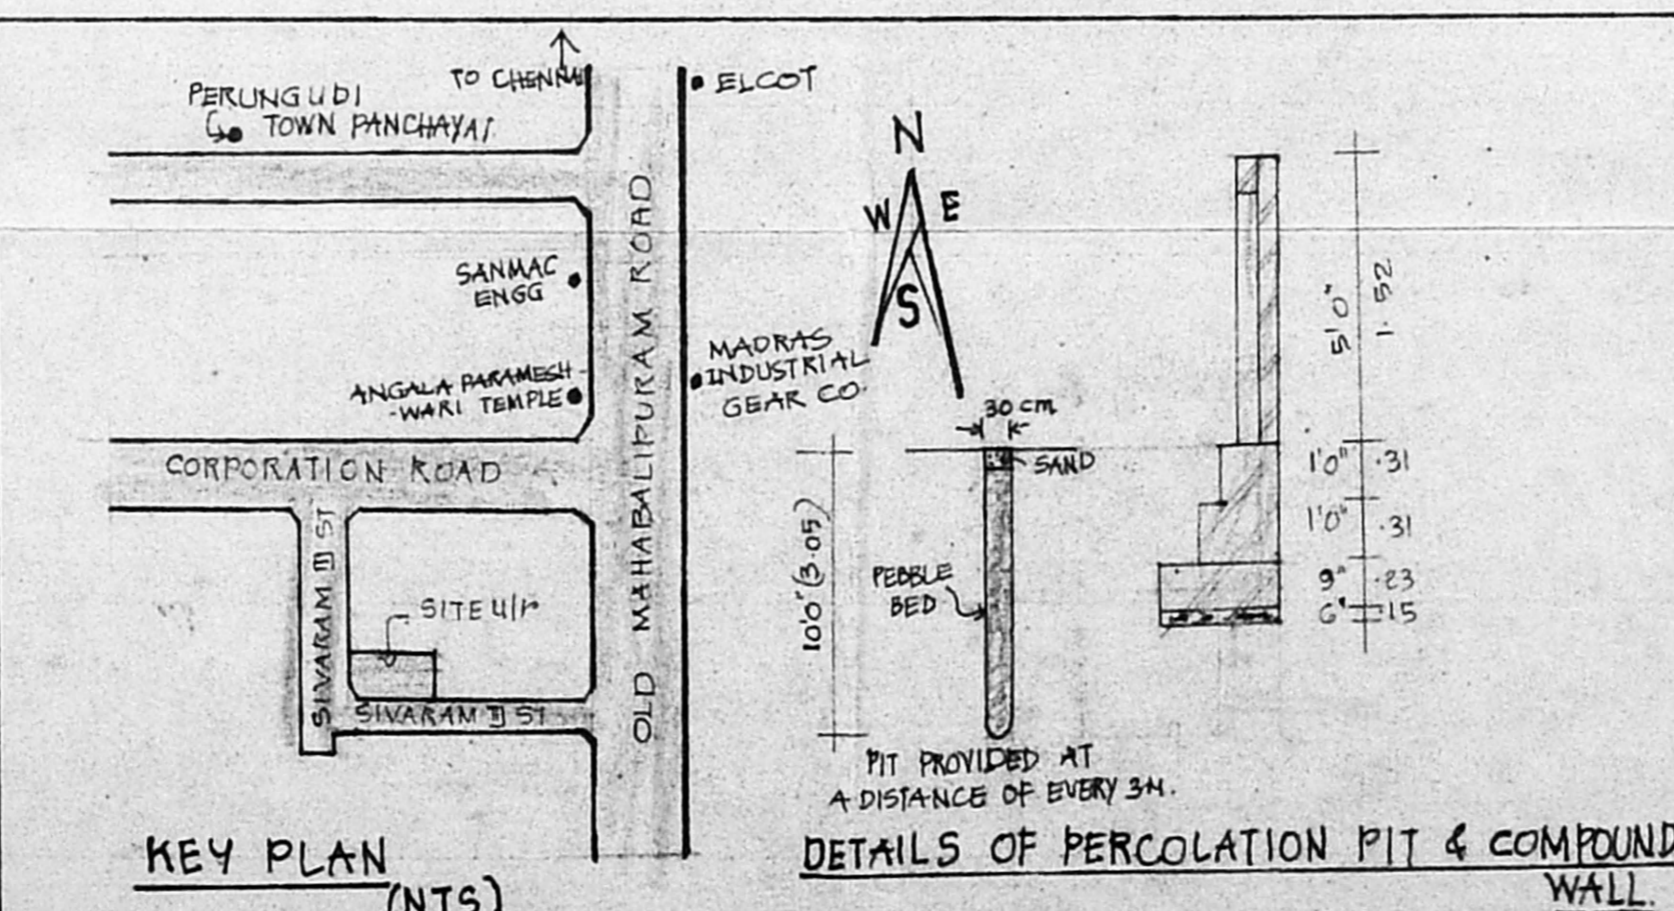 TO CHENNAI
PERUNGUDI
TOWN PANCHAYAT
ELCOT
SANMAC
ENGG
ANGALA PARAMESH-
-WARI TEMPLE
MADRAS
INDUSTRIAL
GEAR CO.
CORPORATION ROAD
OLD MAHABALIPURAM ROAD
SIVARAM III ST
SITE U/r
SIVARAM III ST
KEY PLAN
(NTS)
N
W E
S
30 cm
SAND
10'0" (3.05)
PEBBLE
BED
PIT PROVIDED AT
A DISTANCE OF EVERY 3M.
5'0"
1.52
1'0" .31
1'0" .31
9" .23
6" .15
DETAILS OF PERCOLATION PIT & COMPOUND
WALL.